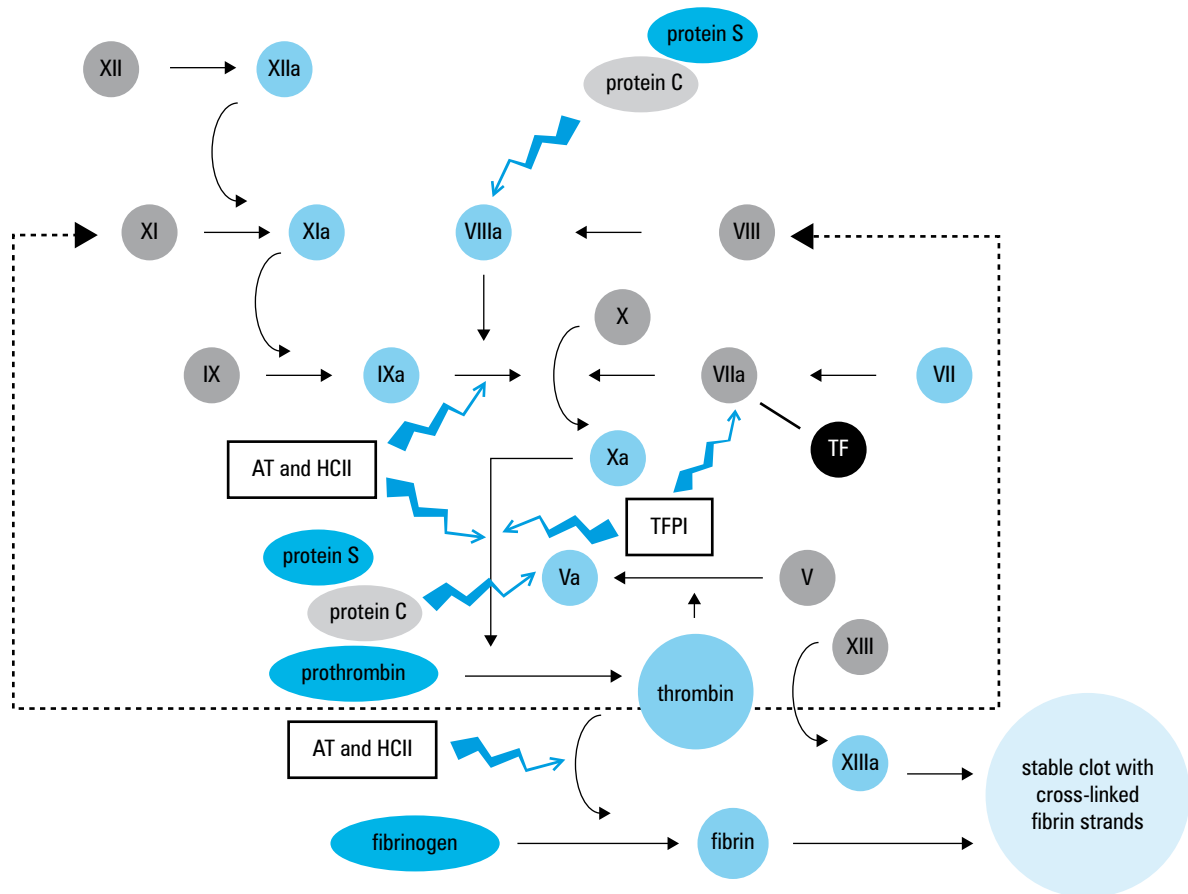 protein S
XII
XIIa
protein C
XI
XIa
VIIIa
VIII
X
IX
IXa
VIIa
VII
TF
Xa
AT and HCII
TFPI
protein S
Va
V
protein C
XIII
prothrombin
thrombin
AT and HCII
XIIIa
stable clot with
cross-linked
fibrin strands
fibrinogen
fibrin